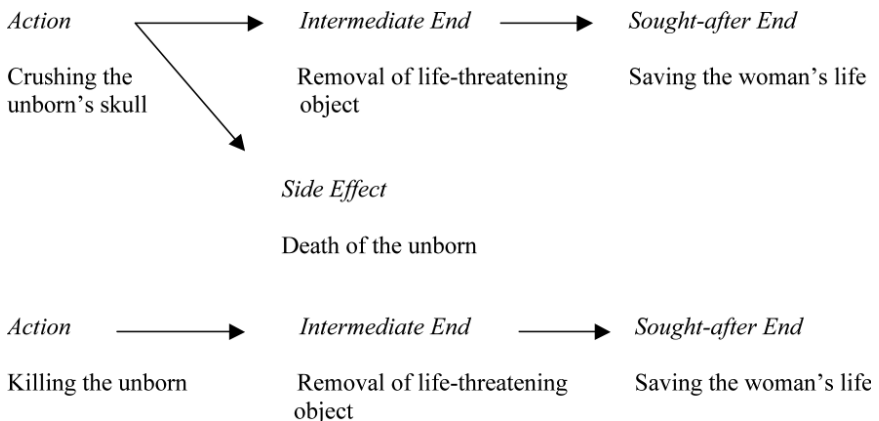 Action Intermediate End Sought-after End
Crushing the Removal of life-threatening Saving the woman’s life
unborn’s skull object
Side Effect
Death of the unborn
Action Intermediate End Sought-after End
Killing the unborn Removal of life-threatening Saving the woman’s life
object